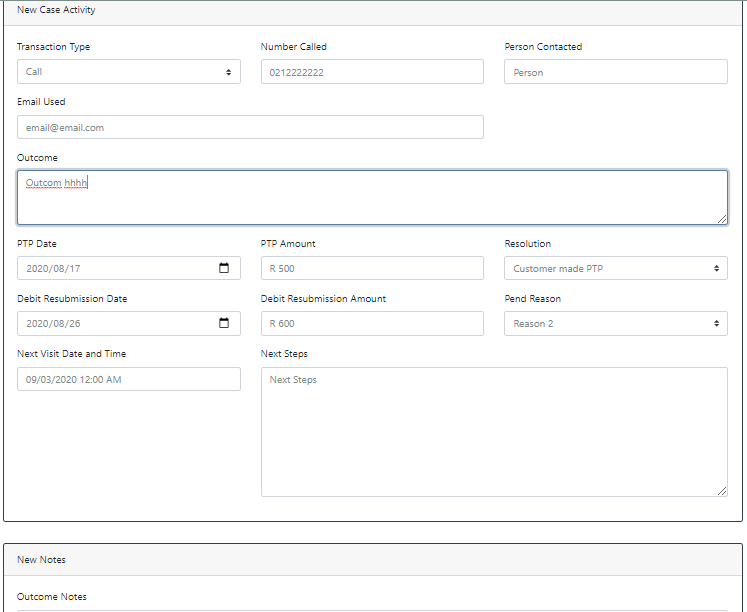 New Case Activity
Transaction Type Number Called Person Contacted
Call 0212222222 Person
Email Used
email@email.com
Outcome
Outcom hhhh
PTP Date PTP Amount Resolution
2020/08/17 R 500 Customer made PTP
Debit Resubmission Date Debit Resubmission Amount Pend Reason
2020/08/26 R 600 Reason 2
Next Visit Date and Time Next Steps
09/03/2020 12:00 AM Next Steps
New Notes
Outcome Notes